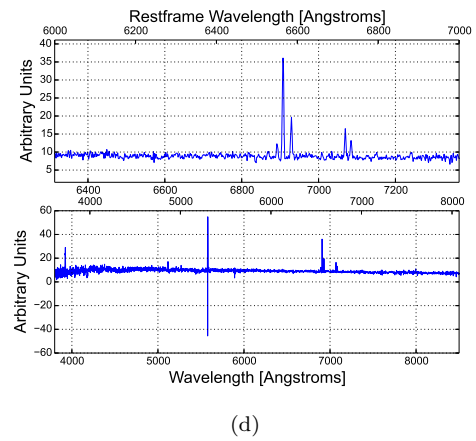 Restframe Wavelength [Angstroms]
6000 6200 6400 6600 6800 7000
Arbitrary Units
40
35
30
25
20
15
10
5
6400 6600 6800 7000 7200
4000 5000 6000 7000 8000
Arbitrary Units
60
40
20
0
−20
−40
−60
4000 5000 6000 7000 8000
Wavelength [Angstroms]
(d)